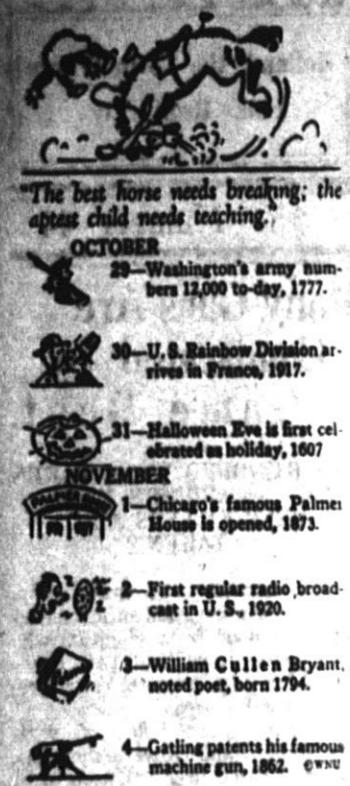 "The best horse needs breaking; the
aptest child needs teaching."
OCTOBER
29—Washington's army num-
bers 12,000 to-day, 1777.
30—U. S. Rainbow Division ar-
rives in France, 1917.
31—Halloween Eve is first cel-
ebrated as holiday, 1607
NOVEMBER
PALMER HOUSE
1—Chicago's famous Palmer
House is opened, 1873.
2—First regular radio broad-
cast in U. S., 1920.
3—William Cullen Bryant,
noted poet, born 1794.
4—Gatling patents his famous
machine gun, 1862. ©WNU